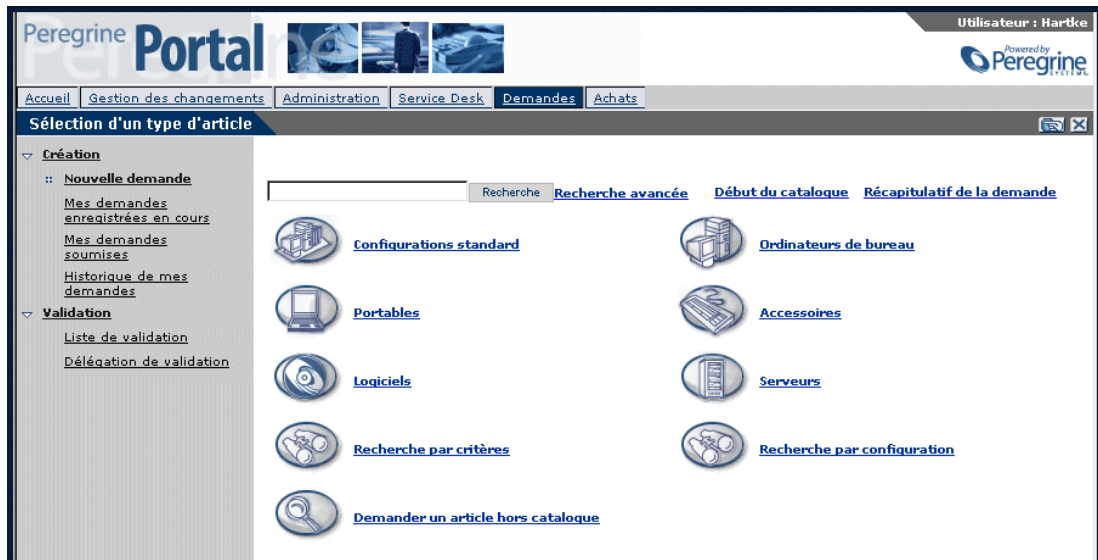 Peregrine Portal
Utilisateur : Hartke
Powered by
Peregrine
SYSTEMS
Accueil Gestion des changements Administration Service Desk Demandes Achats
Sélection d'un type d'article
Création
Nouvelle demande
Mes demandes
enregistrées en cours
Mes demandes
soumises
Historique de mes
demandes
Validation
Liste de validation
Délégation de validation
Recherche Recherche avancée Début du catalogue Récapitulatif de la demande
Configurations standard Ordinateurs de bureau
Portables Accessoires
Logiciels Serveurs
Recherche par critères Recherche par configuration
Demander un article hors catalogue